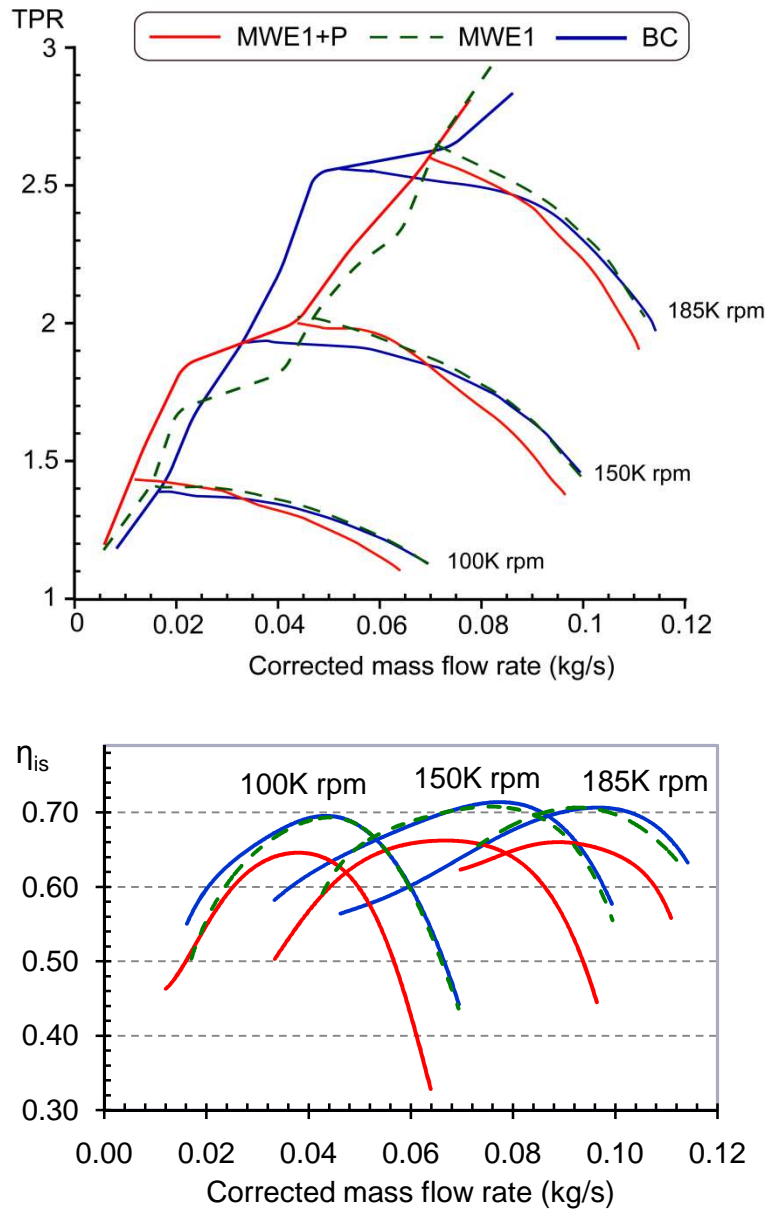 TPR
MWE1+P MWE1 BC
3
2.5
2
1.5
1
185K rpm
150K rpm
100K rpm
0 0.02 0.04 0.06 0.08 0.1 0.12
Corrected mass flow rate (kg/s)
ηis
100K rpm 150K rpm 185K rpm
0.70
0.60
0.50
0.40
0.30
0.00 0.02 0.04 0.06 0.08 0.10 0.12
Corrected mass flow rate (kg/s)